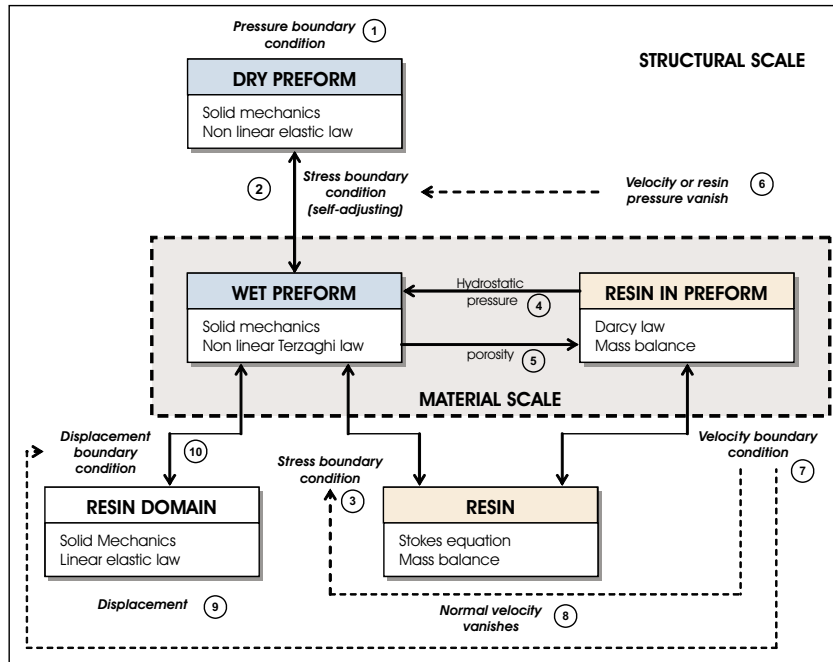 Pressure boundary
condition
1
STRUCTURAL SCALE
DRY PREFORM
Solid mechanics
Non linear elastic law
2
Stress boundary
condition
(self-adjusting)
Velocity or resin
pressure vanish
6
WET PREFORM
Solid mechanics
Non linear Terzaghi law
Hydrostatic
pressure
4
porosity
5
RESIN IN PREFORM
Darcy law
Mass balance
MATERIAL SCALE
Displacement
boundary
condition
10
Stress boundary
condition
3
Velocity boundary
condition
7
RESIN DOMAIN
Solid Mechanics
Linear elastic law
RESIN
Stokes equation
Mass balance
Displacement
9
Normal velocity
vanishes
8